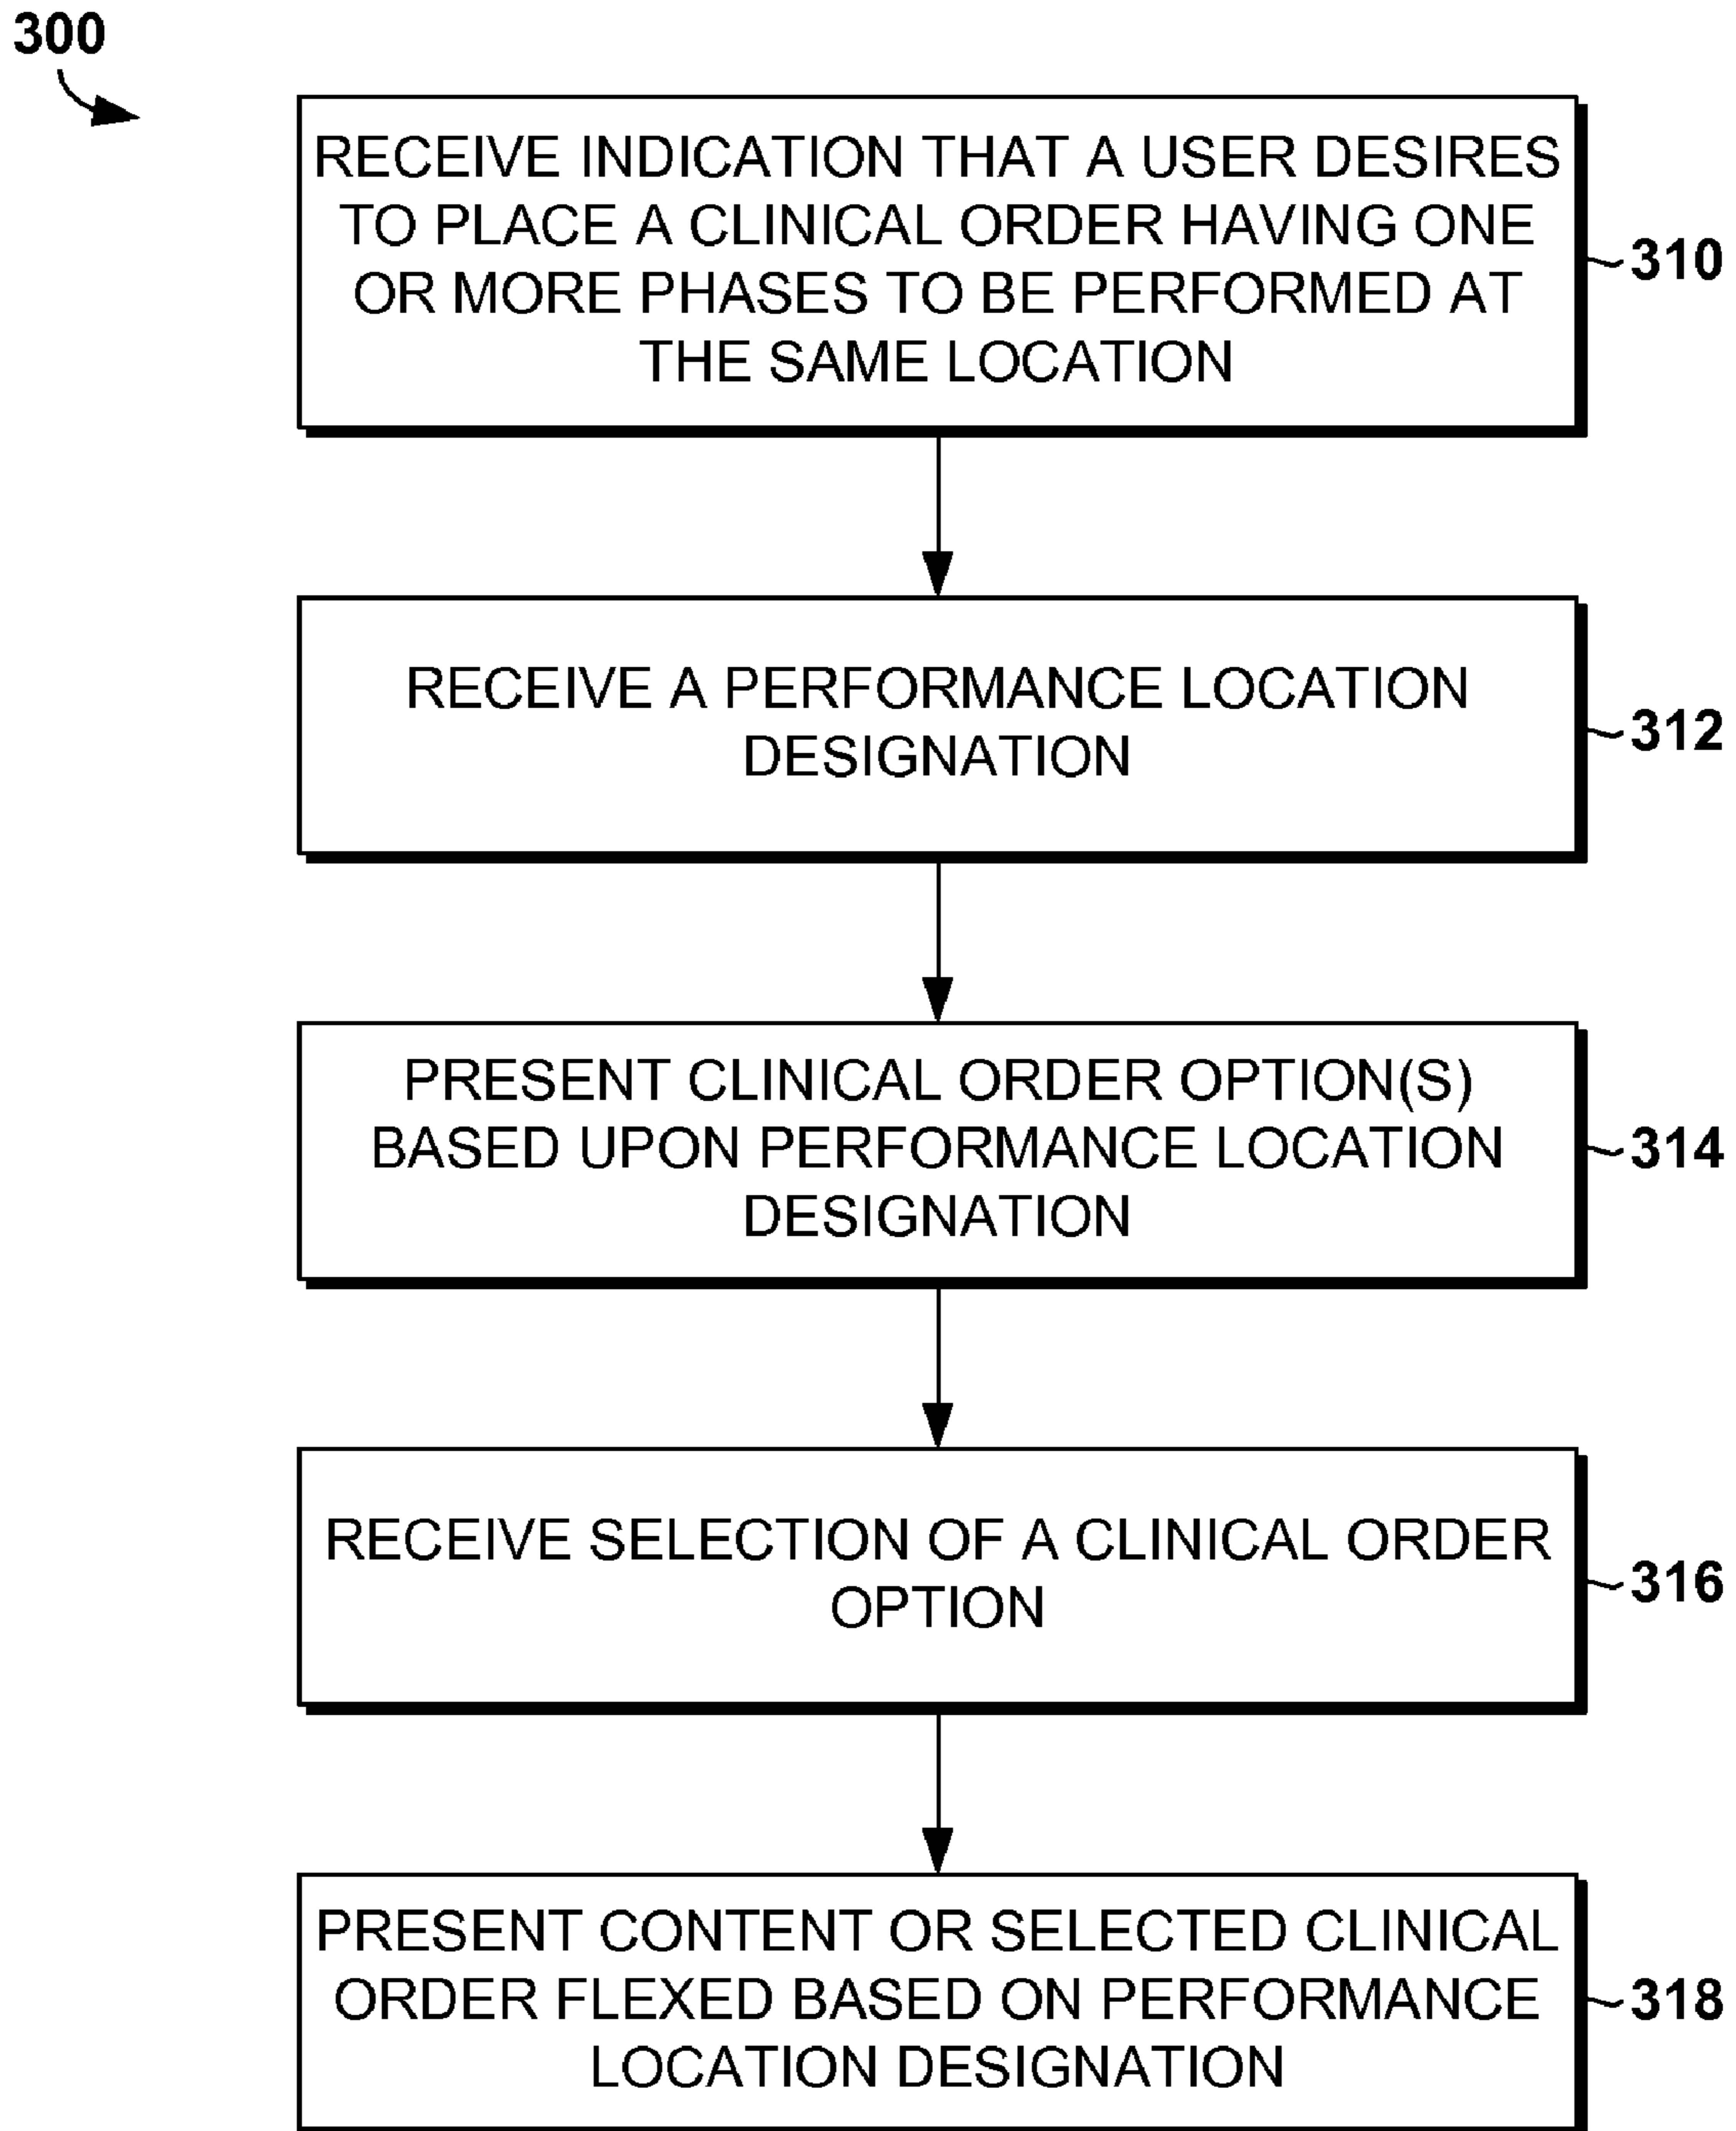 300
RECEIVE INDICATION THAT A USER DESIRES
TO PLACE A CLINICAL ORDER HAVING ONE
OR MORE PHASES TO BE PERFORMED AT
THE SAME LOCATION
310
RECEIVE A PERFORMANCE LOCATION
DESIGNATION
312
PRESENT CLINICAL ORDER OPTION(S)
BASED UPON PERFORMANCE LOCATION
DESIGNATION
314
RECEIVE SELECTION OF A CLINICAL ORDER
OPTION
316
PRESENT CONTENT OR SELECTED CLINICAL
ORDER FLEXED BASED ON PERFORMANCE
LOCATION DESIGNATION
318